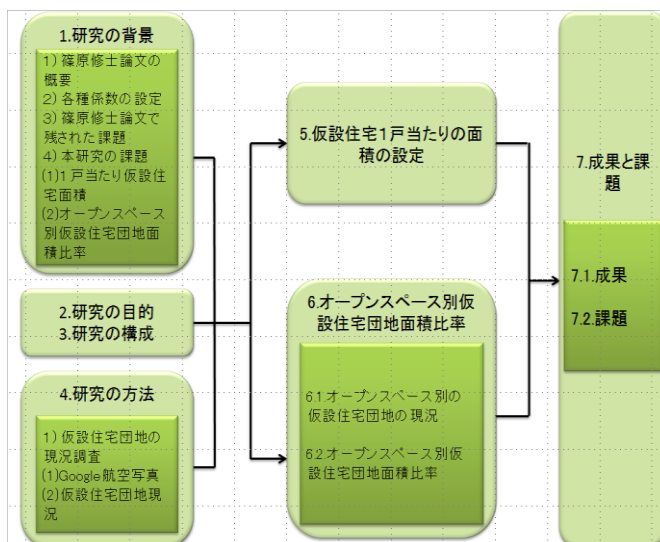 1.研究の背景
1) 篠原修士論文の
概要
2) 各種係数の設定
3) 篠原修士論文で
残された課題
4) 本研究の課題
(1)1戸当たり仮設住
宅面積
(2)オープンスペース
別仮設住宅団地面
積比率
2.研究の目的
3.研究の構成
4.研究の方法
1) 仮設住宅団地の
現況調査
(1)Google航空写真
(2)仮設住宅団地現
況
5.仮設住宅1戸当たりの面
積の設定
6.オープンスペース別仮
設住宅団地面積比率
6.1.オープンスペース別の
仮設住宅団地の現況
6.2.オープンスペース別仮
設住宅団地面積比率
7.成果と課
題
7.1.成果
7.2.課題